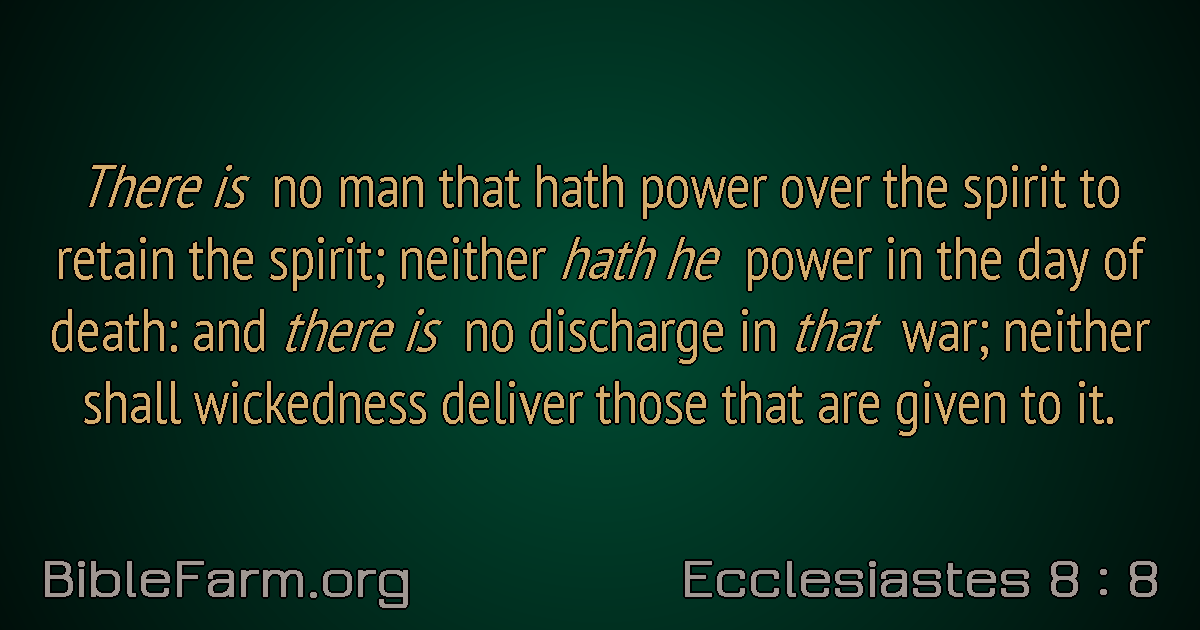 There is no man that hath power over the spirit to
retain the spirit; neither hath he power in the day of
death: and there is no discharge in that war; neither
shall wickedness deliver those that are given to it.
BibleFarm.org
Ecclesiastes 8 : 8